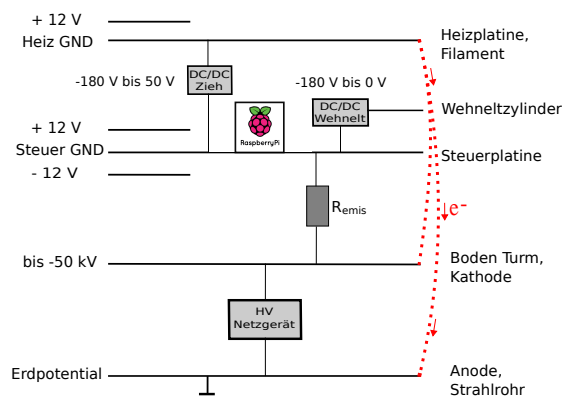 + 12 V
Heiz GND
Heizplatine,
Filament
-180 V bis 50 V
DC/DC
Zieh
-180 V bis 0 V
DC/DC
Wehnelt
Wehneltzylinder
+ 12 V
Steuer GND
RaspberryPi
Steuerplatine
- 12 V
Remis
e-
bis -50 kV
Boden Turm,
Kathode
HV
Netzgerät
Erdpotential
Anode,
Strahlrohr